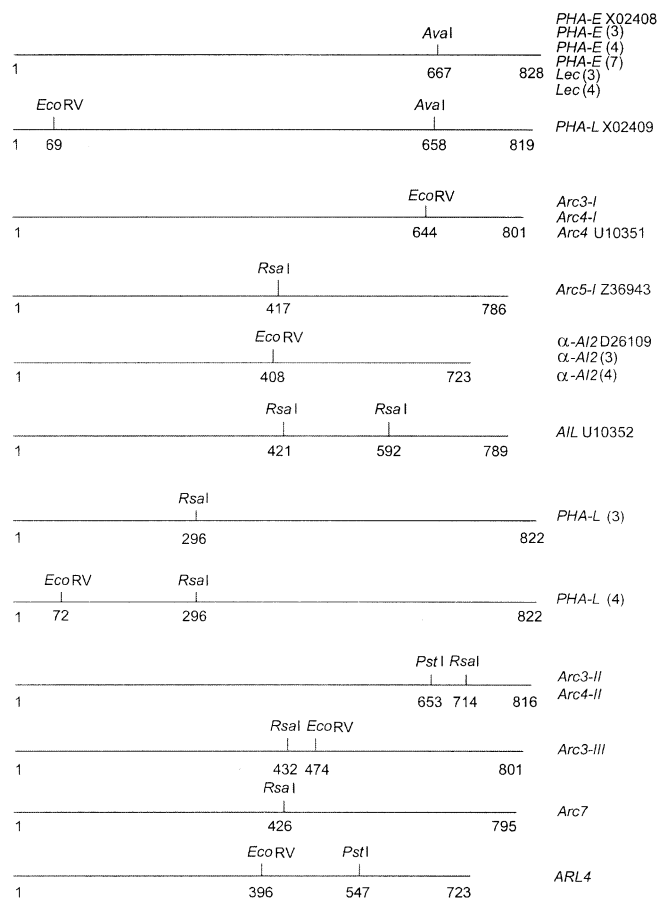 PHA-E X02408
AvaI PHA-E (3)
PHA-E (4)
PHA-E (7)
1 667 828 Lec (3)
Lec (4)
EcoRV AvaI
PHA-L X02409
1 69 658 819
EcoRV Arc3-I
Arc4-I
1 644 801 Arc4 U10351
RsaI
Arc5-I Z36943
1 417 786
EcoRV α-AI2 D26109
α-AI2 (3)
1 408 723 α-AI2 (4)
RsaI RsaI
AIL U10352
1 421 592 789
RsaI
PHA-L (3)
1 296 822
EcoRV RsaI
PHA-L (4)
1 72 296 822
PstI RsaI
Arc3-II
1 653 714 816 Arc4-II
RsaI EcoRV
Arc3-III
1 432 474 801
RsaI
Arc7
1 426 795
EcoRV PstI
ARL4
1 396 547 723